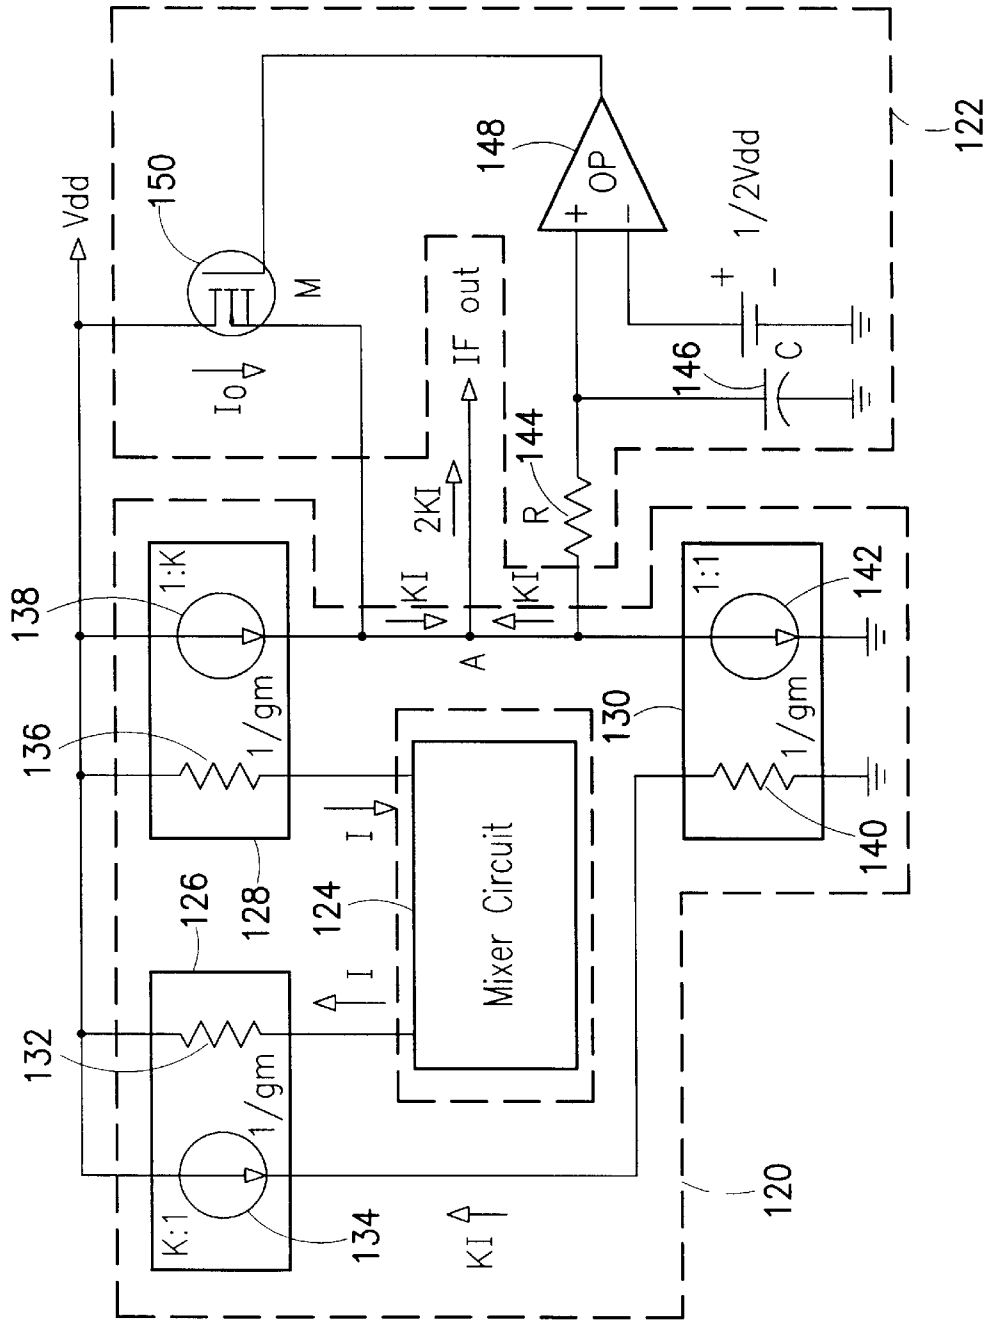 Vdd
150
M
I0
148
OP
+
−
1/2Vdd
+
−
122
138
1:K
1/gm
136
128
KI
2KI
IF out
A
KI
R
144
146
C
1:1
142
1/gm
130
140
I
124
Mixer Circuit
I
126
132
1/gm
K:1
134
KI
120